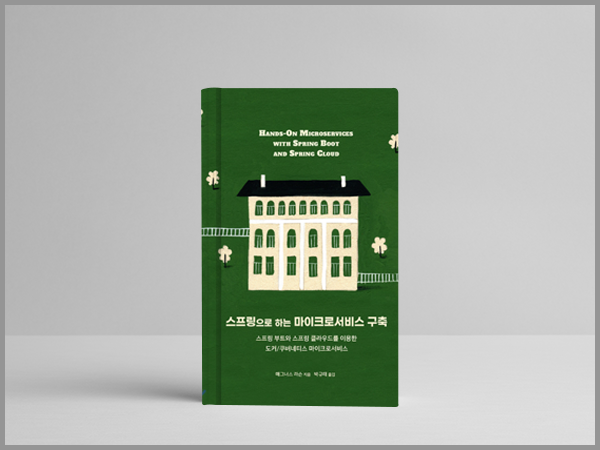 HANDS-ON MICROSERVICES
WITH SPRING BOOT
AND SPRING CLOUD
스프링으로 하는 마이크로서비스 구축
스프링 부트와 스프링 클라우드를 이용한
도커/쿠버네티스 마이크로서비스
매그너스 라슨 지음 박규태 옮김